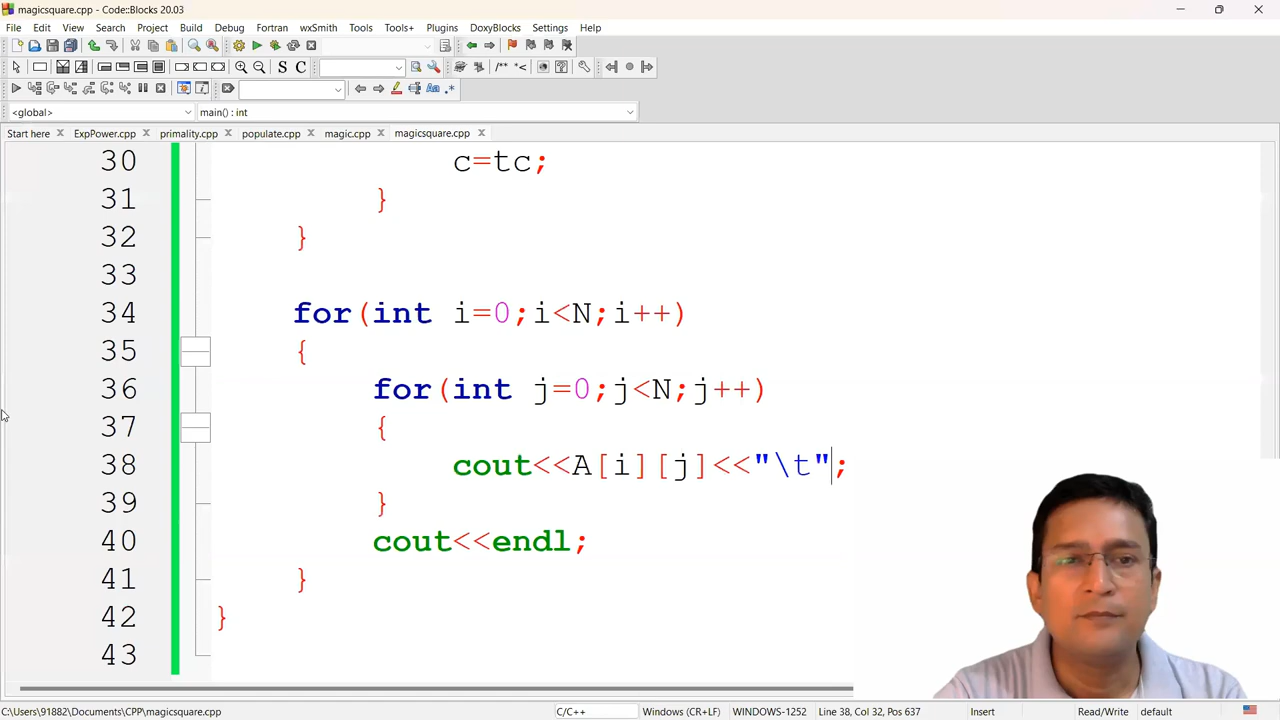 magicsquare.cpp - Code::Blocks 20.03
File Edit View Search Project Build Debug Fortran wxSmith Tools Tools+ Plugins DoxyBlocks Settings Help
S C /** *<
Aa .*
<global> main() : int
Start here ExpPower.cpp primality.cpp populate.cpp magic.cpp magicsquare.cpp
30 c=tc;
31 }
32 }
33
34 for(int i=0;i<N;i++)
35 {
36 for(int j=0;j<N;j++)
37 {
38 cout<<A[i][j]<<"\t";
39 }
40 cout<<endl;
41 }
42 }
43
C:\Users\91882\Documents\CPP\magicsquare.cpp C/C++ Windows (CR+LF) WINDOWS-1252 Line 38, Col 32, Pos 637 Insert Read/Write default